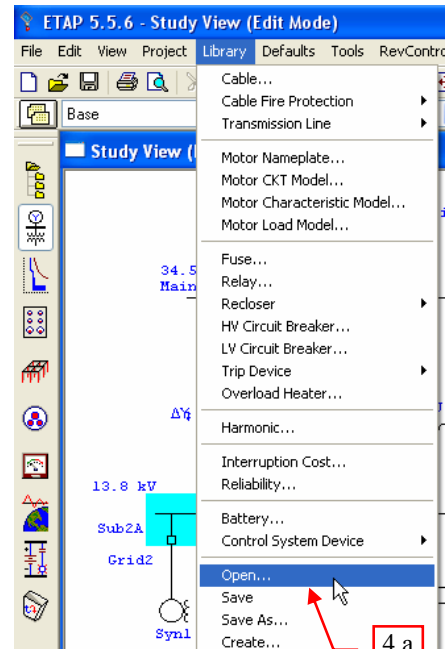 ETAP 5.5.6 - Study View (Edit Mode)
File Edit View Project Library Defaults Tools RevContro
Base
Study View (
Cable...
Cable Fire Protection
Transmission Line
Motor Nameplate...
Motor CKT Model...
Motor Characteristic Model...
Motor Load Model...
Fuse...
Relay...
Recloser
HV Circuit Breaker...
LV Circuit Breaker...
Trip Device
Overload Heater...
Harmonic...
Interruption Cost...
Reliability...
Battery...
Control System Device
Open...
Save
Save As...
Create...
34.5
Main
13.8 kV
Sub2A
Grid2
Syn1
4.a